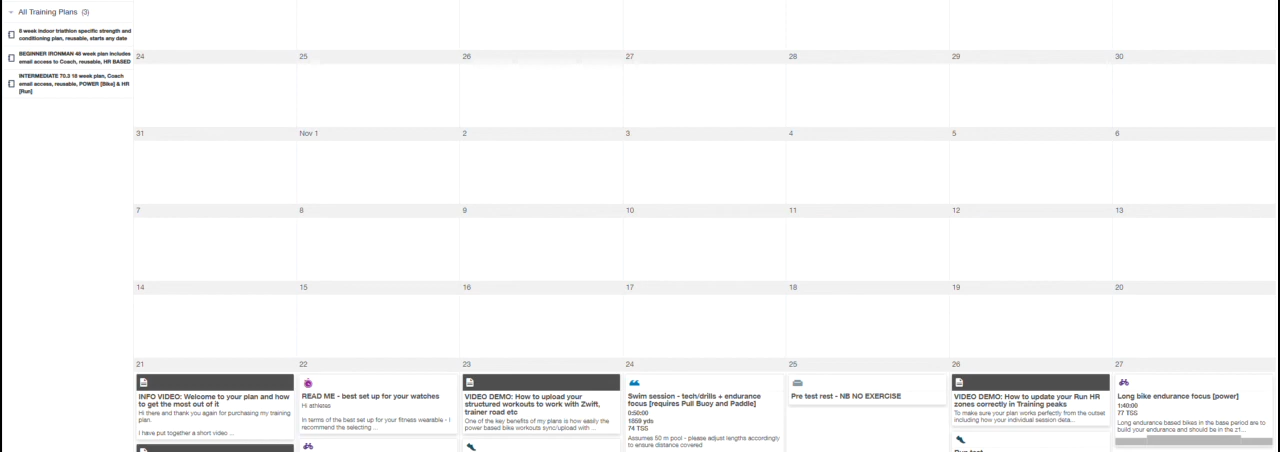 All Training Plans (3)
8 week indoor triathlon specific strength and
conditioning plan, reusable, starts any date
BEGINNER IRONMAN 48 week plan includes
email access to Coach, reusable, HR BASED
INTERMEDIATE 70.3 16 week plan, Coach
email access, reusable, POWER [Bike] & HR
[Run]
24 25 26 27 28 29 30
31 Nov 1 2 3 4 5 6
7 8 9 10 11 12 13
14 15 16 17 18 19 20
21 22 23 24 25 26 27
INFO VIDEO: Welcome to your plan and how
to get the most out of it
Hi there and thank you again for purchasing my training
plan.
I have put together a short video ...
READ ME - best set up for your watches
Hi athletes
In terms of the best set up for your fitness wearable - I
recommend the selecting ...
VIDEO DEMO: How to upload your
structured workouts to work with Zwift,
trainer road etc
One of the key benefits of my plans is how easily the
power based bike workouts sync/upload with ...
Swim session - tech/drills + endurance
focus [requires Pull Buoy and Paddle]
0:50:00
1859 yds
74 TSS
Assumes 50 m pool - please adjust lengths accordingly
to ensure distance covered
Pre test rest - NB NO EXERCISE
VIDEO DEMO: How to update your Run HR
zones correctly in Training peaks
To make sure your plan works perfectly from the outset
including how your individual session data...
Run test
Long bike endurance focus [power]
1:40:00
77 TSS
Long endurance based bikes in the base period are to
build your endurance and should be in the z1...